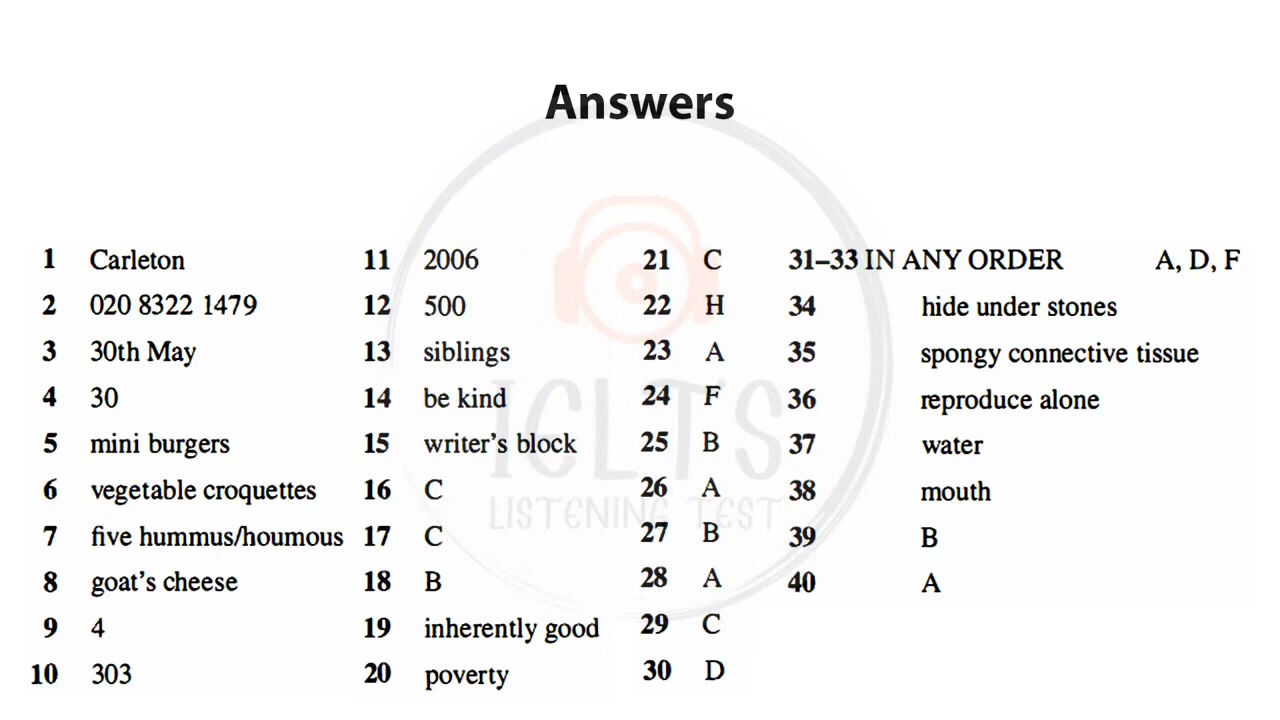 Answers
1 Carleton
2 020 8322 1479
3 30th May
4 30
5 mini burgers
6 vegetable croquettes
7 five hummus/houmous
8 goat's cheese
9 4
10 303
11 2006
12 500
13 siblings
14 be kind
15 writer's block
16 C
17 C
18 B
19 inherently good
20 poverty
21 C
22 H
23 A
24 F
25 B
26 A
27 B
28 A
29 C
30 D
31–33 IN ANY ORDER A, D, F
34 hide under stones
35 spongy connective tissue
36 reproduce alone
37 water
38 mouth
39 B
40 A
ICLT'S
LISTENING TEST